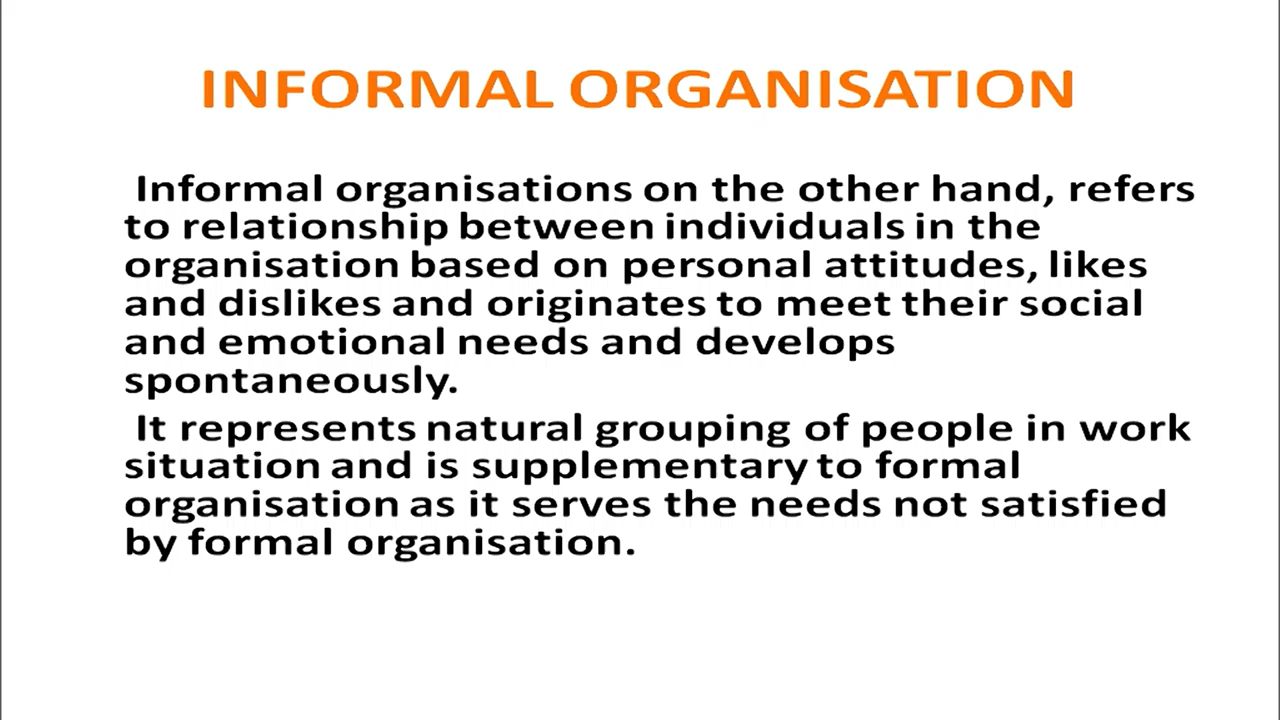 INFORMAL ORGANISATION
Informal organisations on the other hand, refers
to relationship between individuals in the
organisation based on personal attitudes, likes
and dislikes and originates to meet their social
and emotional needs and develops
spontaneously.
It represents natural grouping of people in work
situation and is supplementary to formal
organisation as it serves the needs not satisfied
by formal organisation.